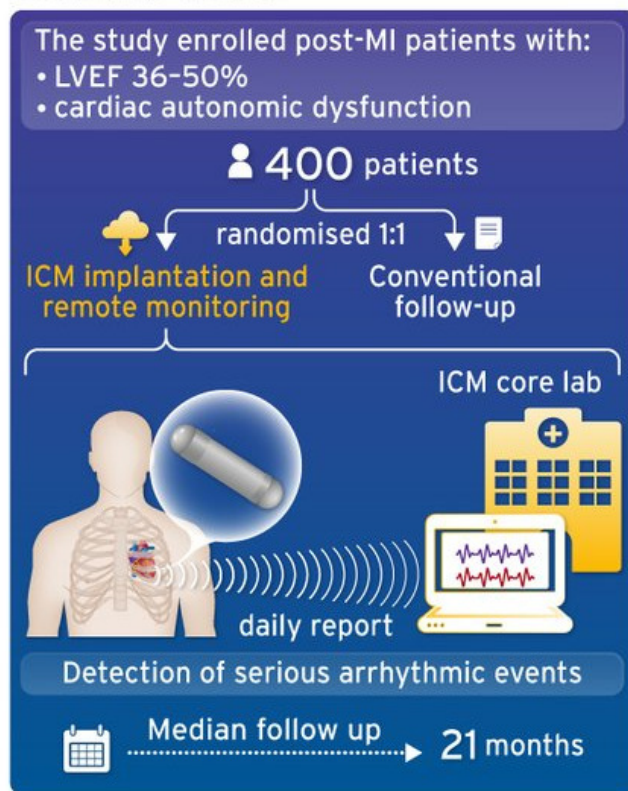 The study enrolled post-MI patients with:
• LVEF 36–50%
• cardiac autonomic dysfunction
400 patients
randomised 1:1
ICM implantation and
remote monitoring
Conventional
follow-up
ICM core lab
daily report
Detection of serious arrhythmic events
Median follow up
21 months